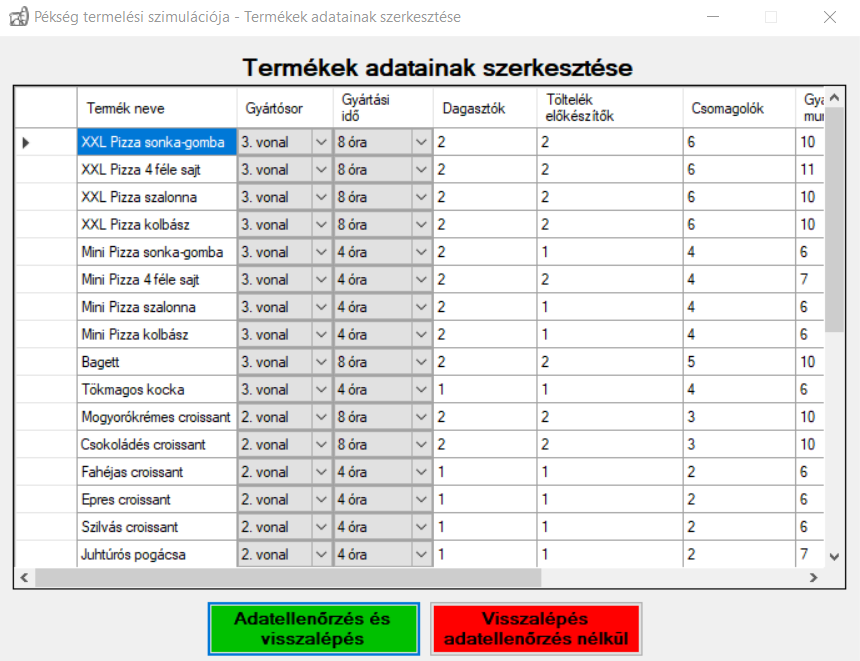 Pékség termelési szimulációja - Termékek adatainak szerkesztése
Termékek adatainak szerkesztése
Termék neve Gyártósor Gyártási idő Dagasztók Töltelék előkészítők Csomagolók
XXL Pizza sonka-gomba 3. vonal 8 óra 2 2 6 10
XXL Pizza 4 féle sajt 3. vonal 8 óra 2 2 6 11
XXL Pizza szalonna 3. vonal 8 óra 2 2 6 10
XXL Pizza kolbász 3. vonal 8 óra 2 2 6 10
Mini Pizza sonka-gomba 3. vonal 4 óra 2 1 4 6
Mini Pizza 4 féle sajt 3. vonal 4 óra 2 2 4 7
Mini Pizza szalonna 3. vonal 4 óra 2 1 4 6
Mini Pizza kolbász 3. vonal 4 óra 2 1 4 6
Bagett 3. vonal 8 óra 2 2 5 10
Tökmagos kocka 3. vonal 4 óra 1 1 4 6
Mogyorókrémes croissant 2. vonal 8 óra 2 2 3 10
Csokoládés croissant 2. vonal 8 óra 2 2 3 10
Fahéjas croissant 2. vonal 4 óra 1 1 2 6
Epres croissant 2. vonal 4 óra 1 1 2 6
Szilvás croissant 2. vonal 4 óra 1 1 2 6
Juhtúrós pogácsa 2. vonal 4 óra 1 1 2 7
Adatellenőrzés és
visszalépés
Visszalépés
adatellenőrzés nélkül